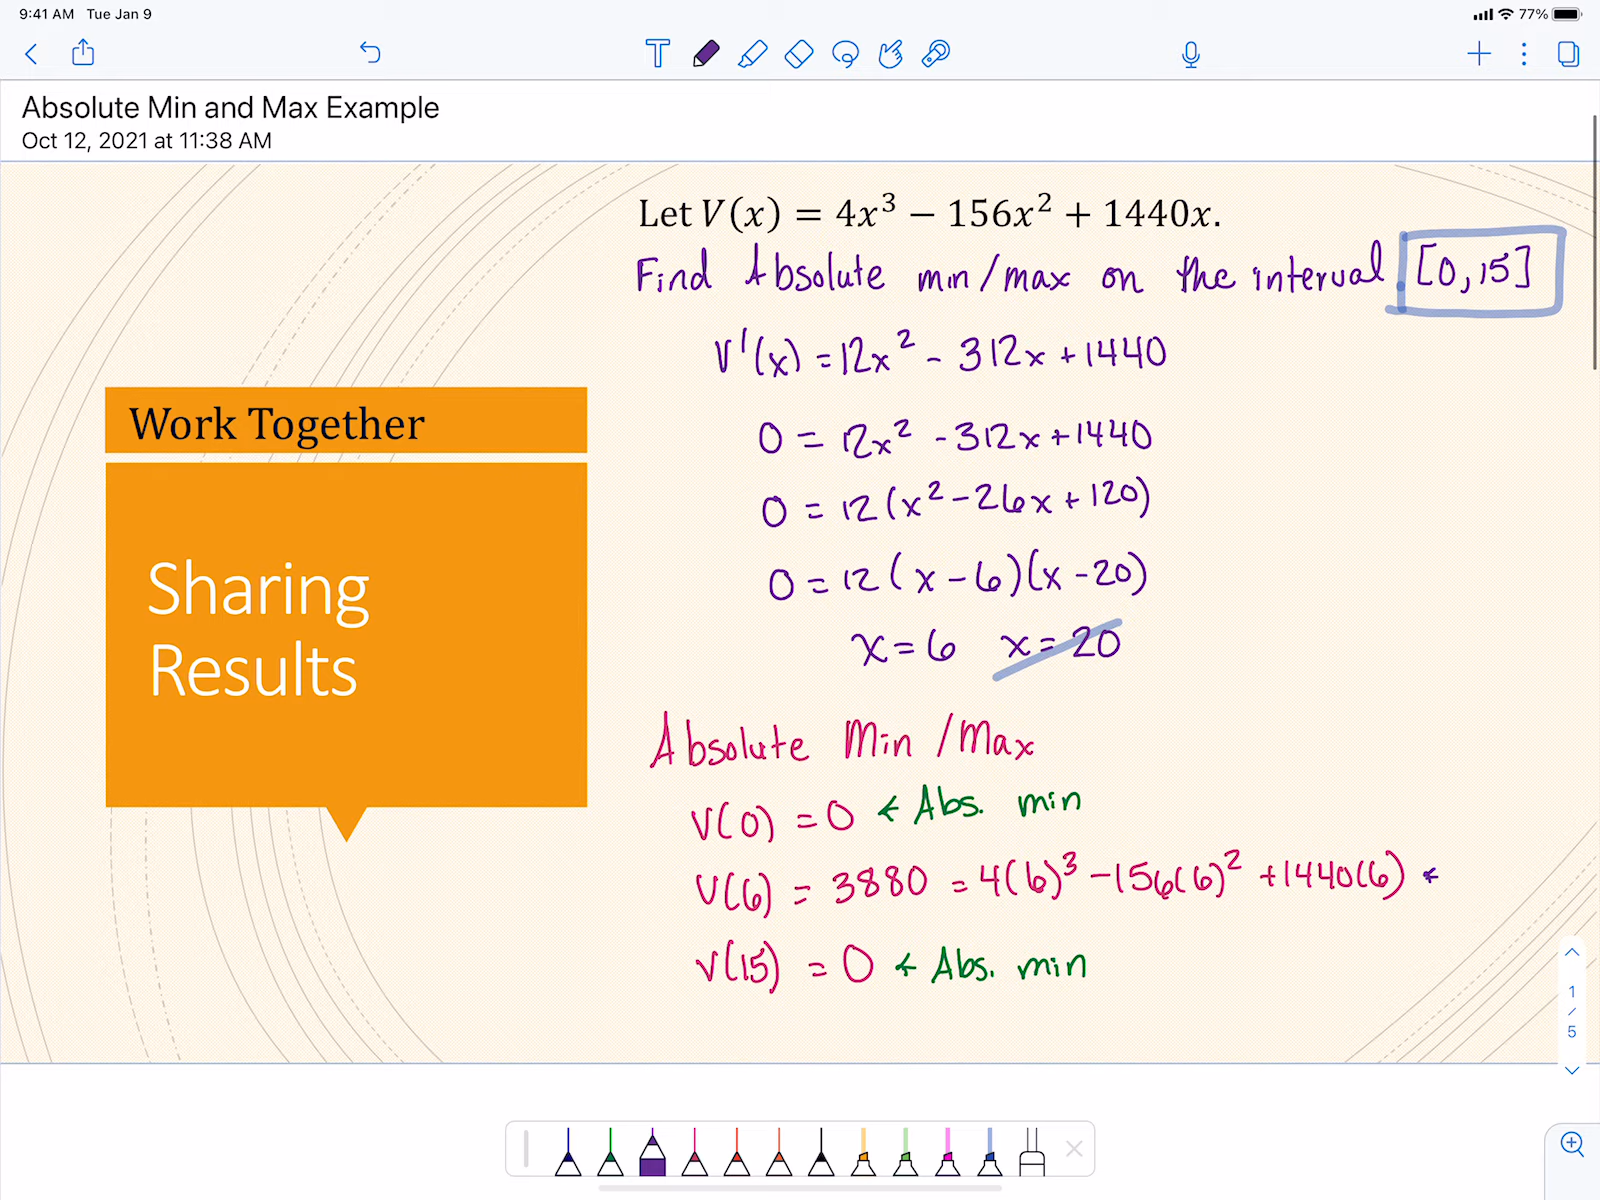 9:41 AM Tue Jan 9
77%
Absolute Min and Max Example
Oct 12, 2021 at 11:38 AM
Let V(x) = 4x³ − 156x² + 1440x.
Find Absolute min/max on the interval [0,15]
V'(x) = 12x² - 312x + 1440
0 = 12x² - 312x + 1440
0 = 12(x² - 26x + 120)
0 = 12(x - 6)(x - 20)
x = 6 x = 20
Work Together
Sharing
Results
Absolute Min / Max
V(0) = 0 ← Abs. min
V(6) = 3880 = 4(6)³ - 156(6)² + 1440(6) ←
V(15) = 0 ← Abs. min
1
/
5